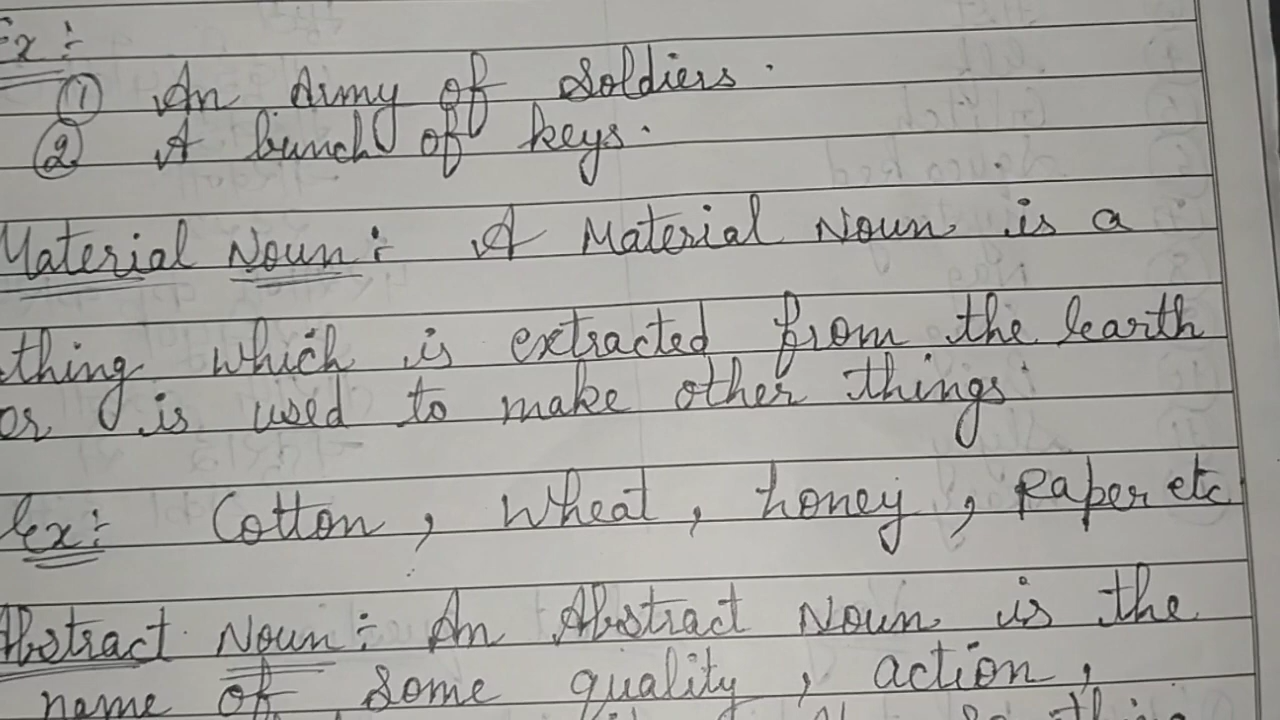 Ex:-
① An Army of Soldiers.
② A bunch of keys.
Material Noun:- A Material Noun is a
thing which is extracted from the earth
or is used to make other things.
Ex:- Cotton, Wheat, honey, Paper etc
Abstract Noun:- An Abstract Noun is the
name of some quality, action,